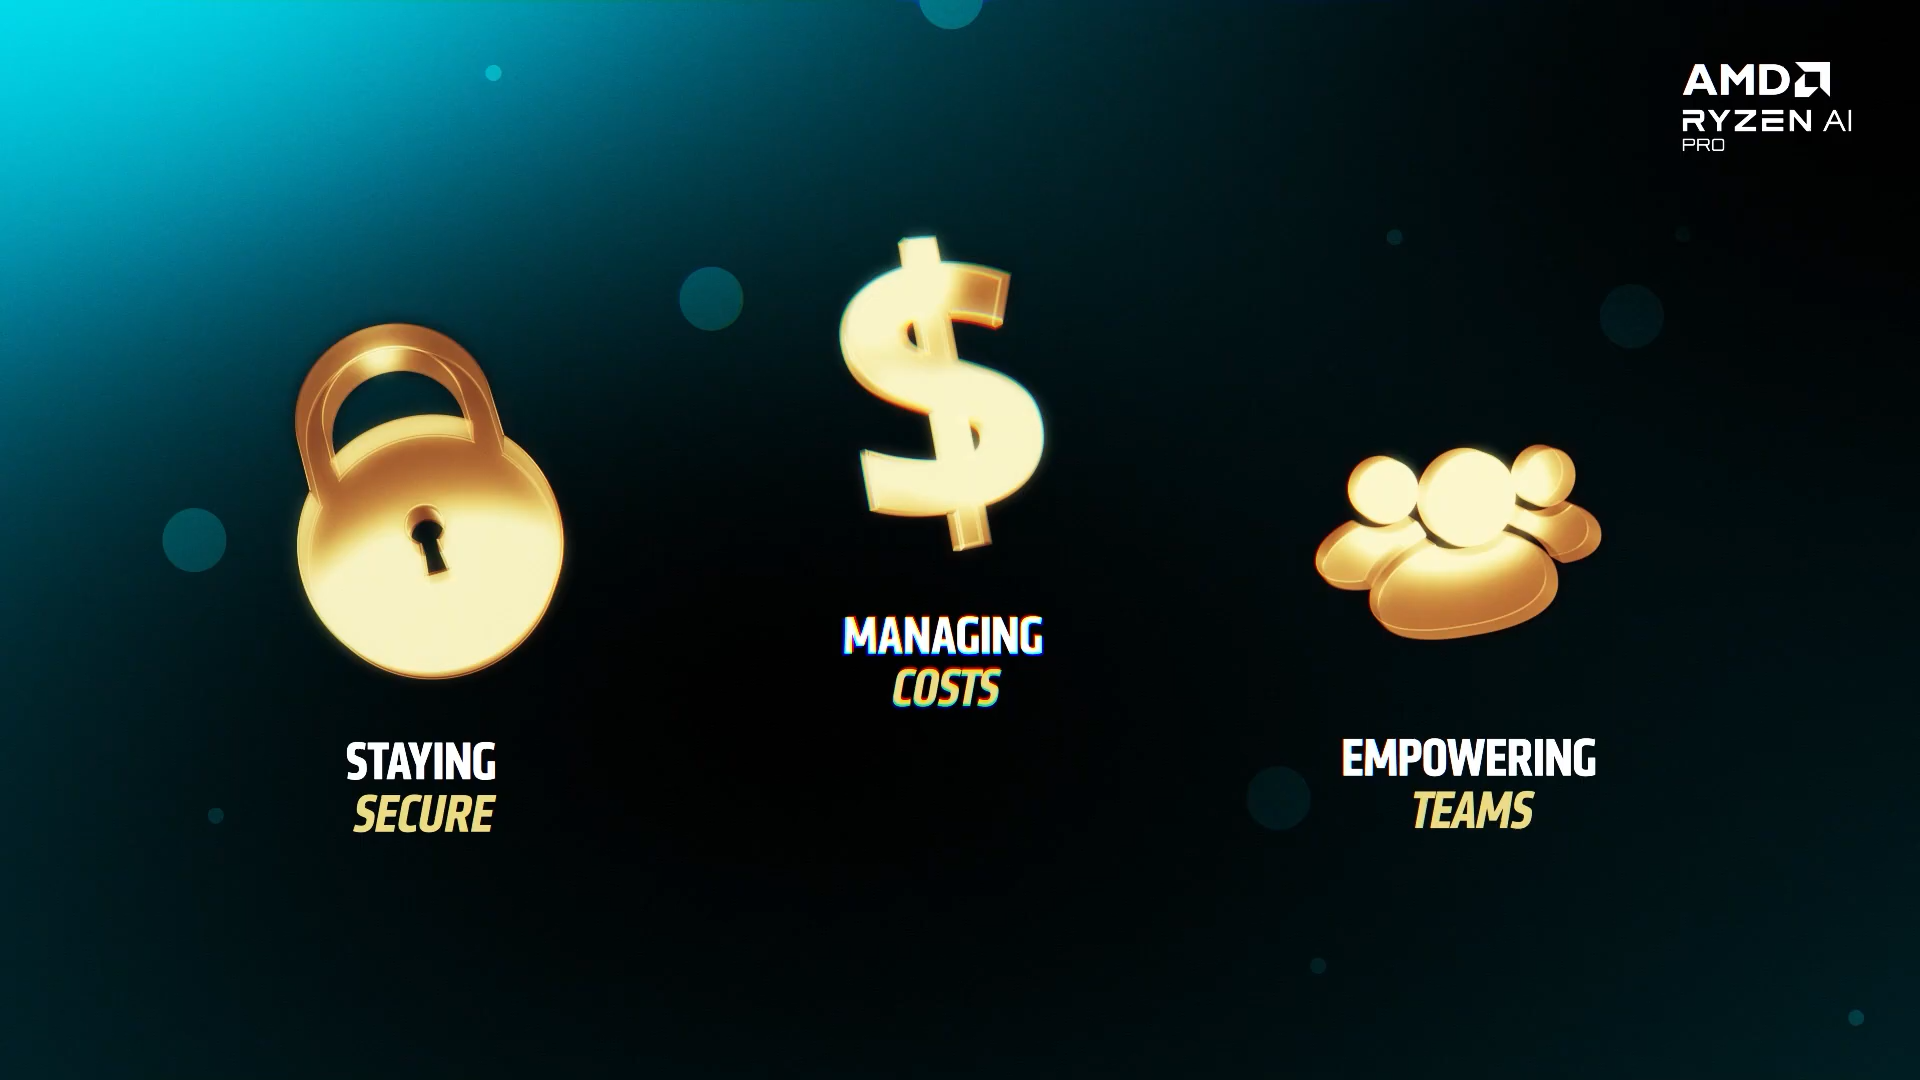 AMD
RYZEN AI
PRO
$
MANAGING
COSTS
STAYING
SECURE
EMPOWERING
TEAMS